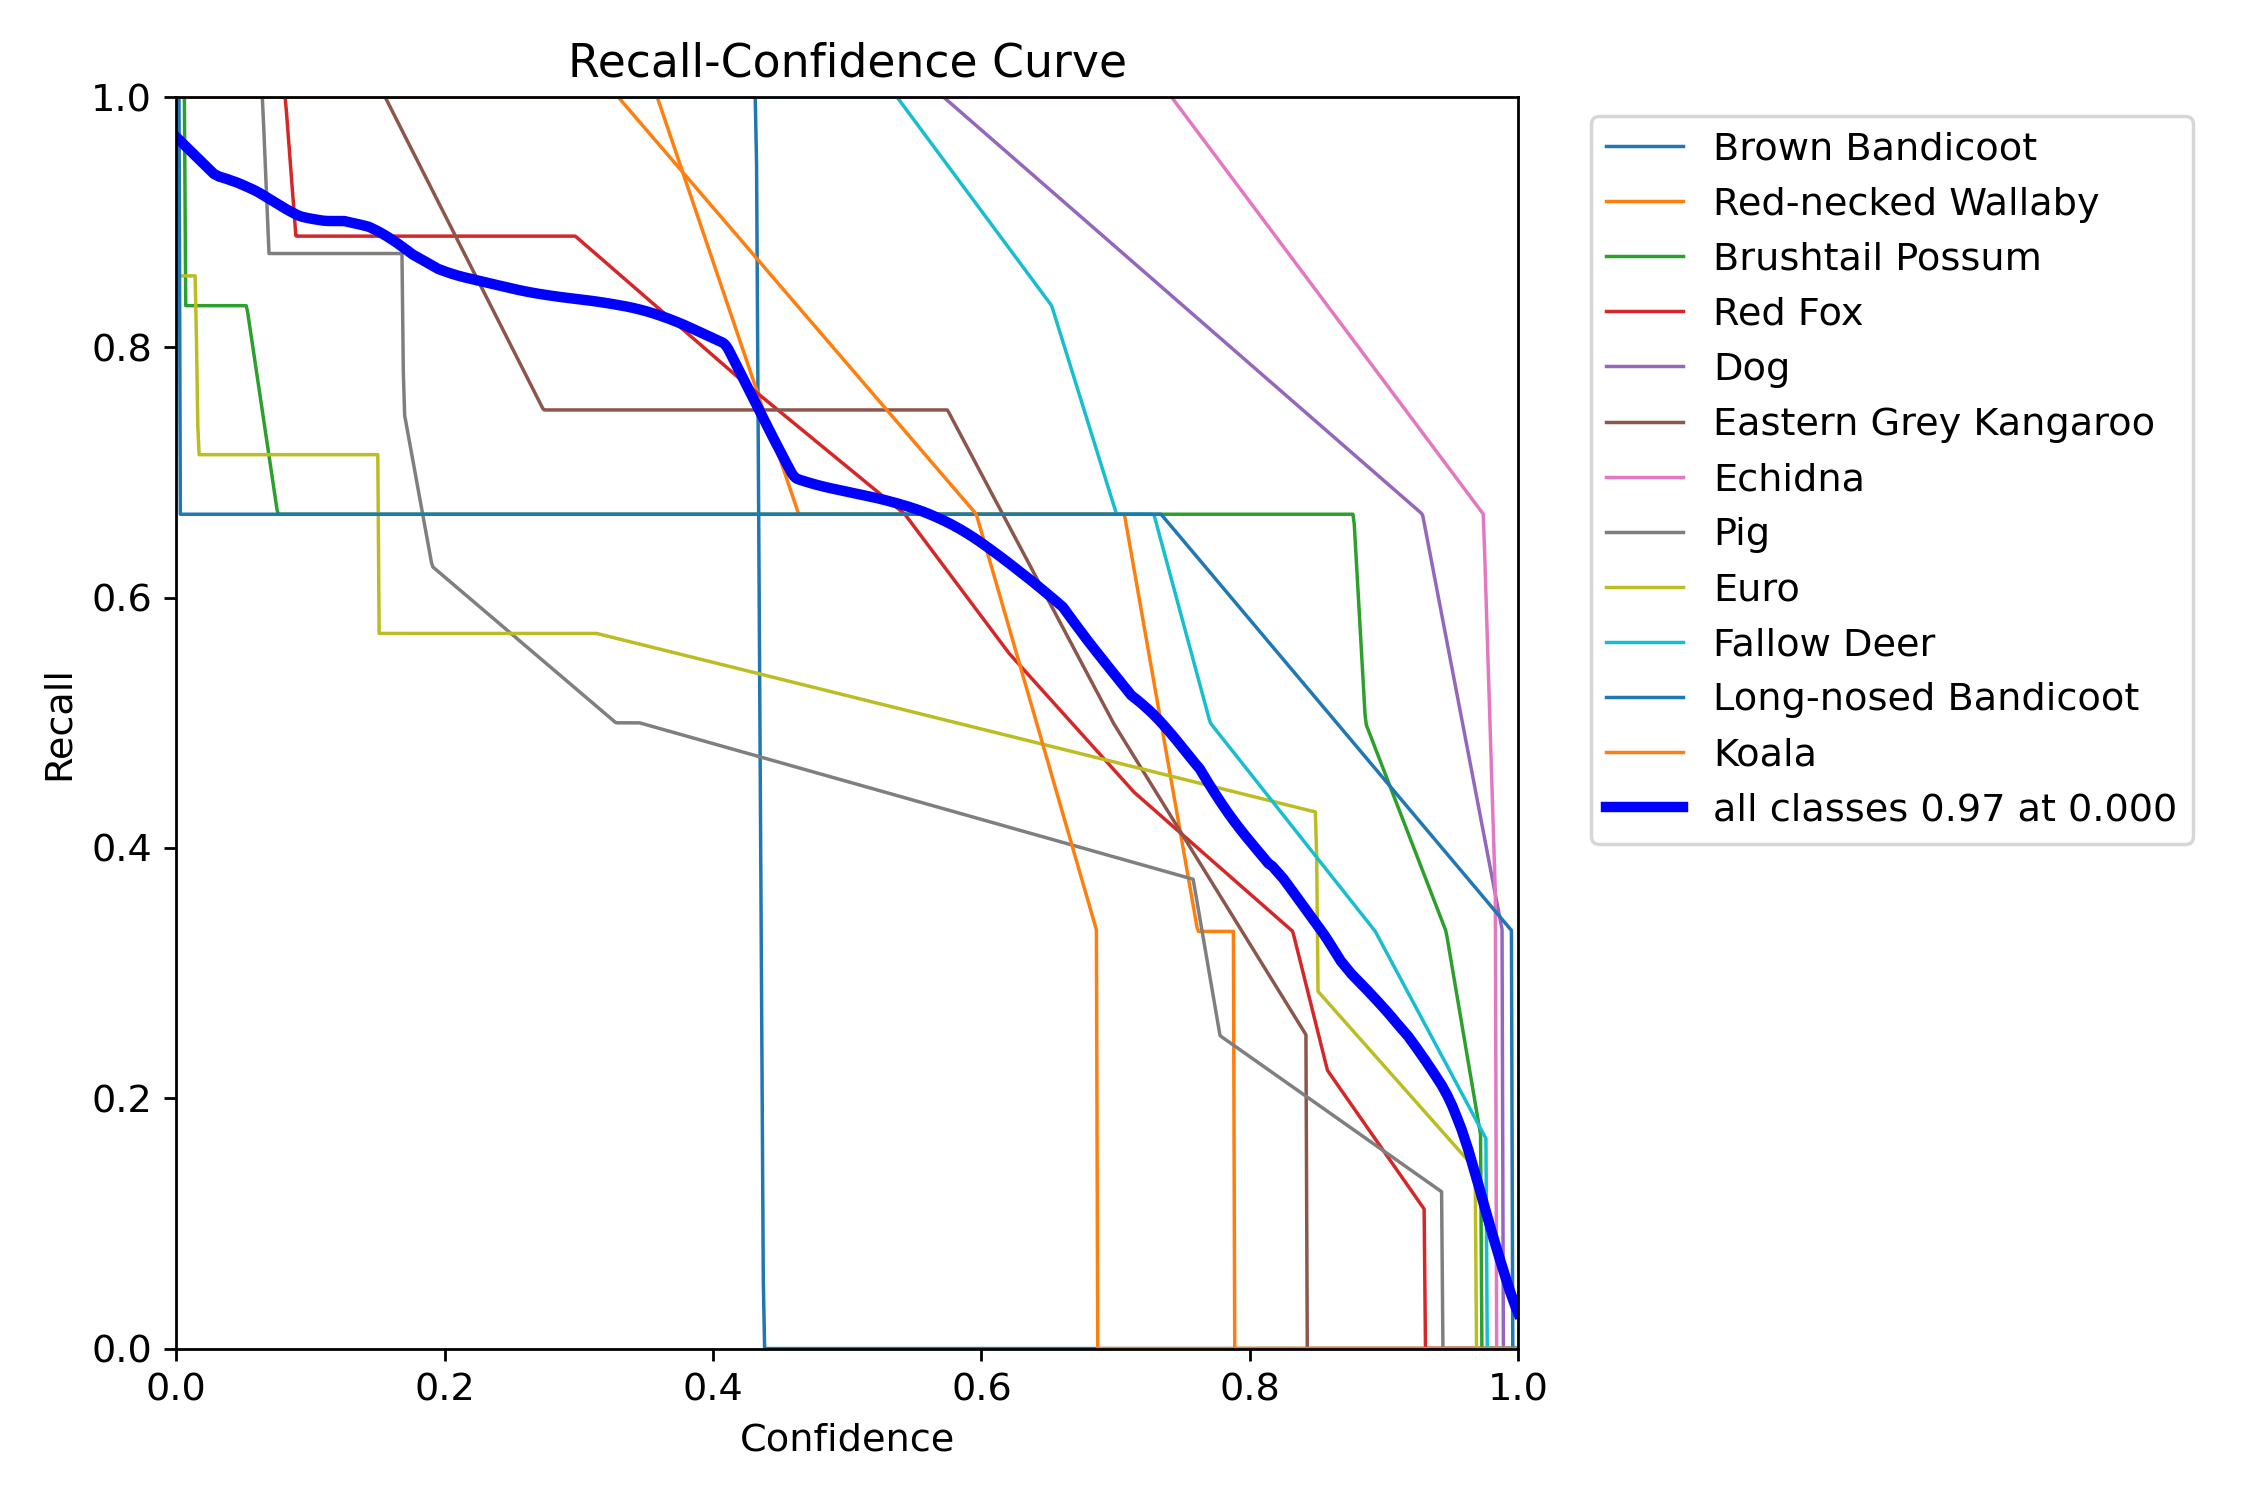 Recall-Confidence Curve
1.0
0.8
0.6
0.4
0.2
0.0
Recall
0.0 0.2 0.4 0.6 0.8 1.0
Confidence
Brown Bandicoot
Red-necked Wallaby
Brushtail Possum
Red Fox
Dog
Eastern Grey Kangaroo
Echidna
Pig
Euro
Fallow Deer
Long-nosed Bandicoot
Koala
all classes 0.97 at 0.000